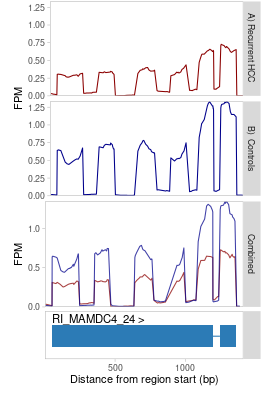 1.25
1.00
0.75
0.50
0.25
0.00
A) Recurrent HCC
FPM
1.25
1.00
0.75
0.50
0.25
0.00
B) Controls
1.0
0.5
0.0
FPM
Combined
RI_MAMDC4_24 >
500
1000
Distance from region start (bp)